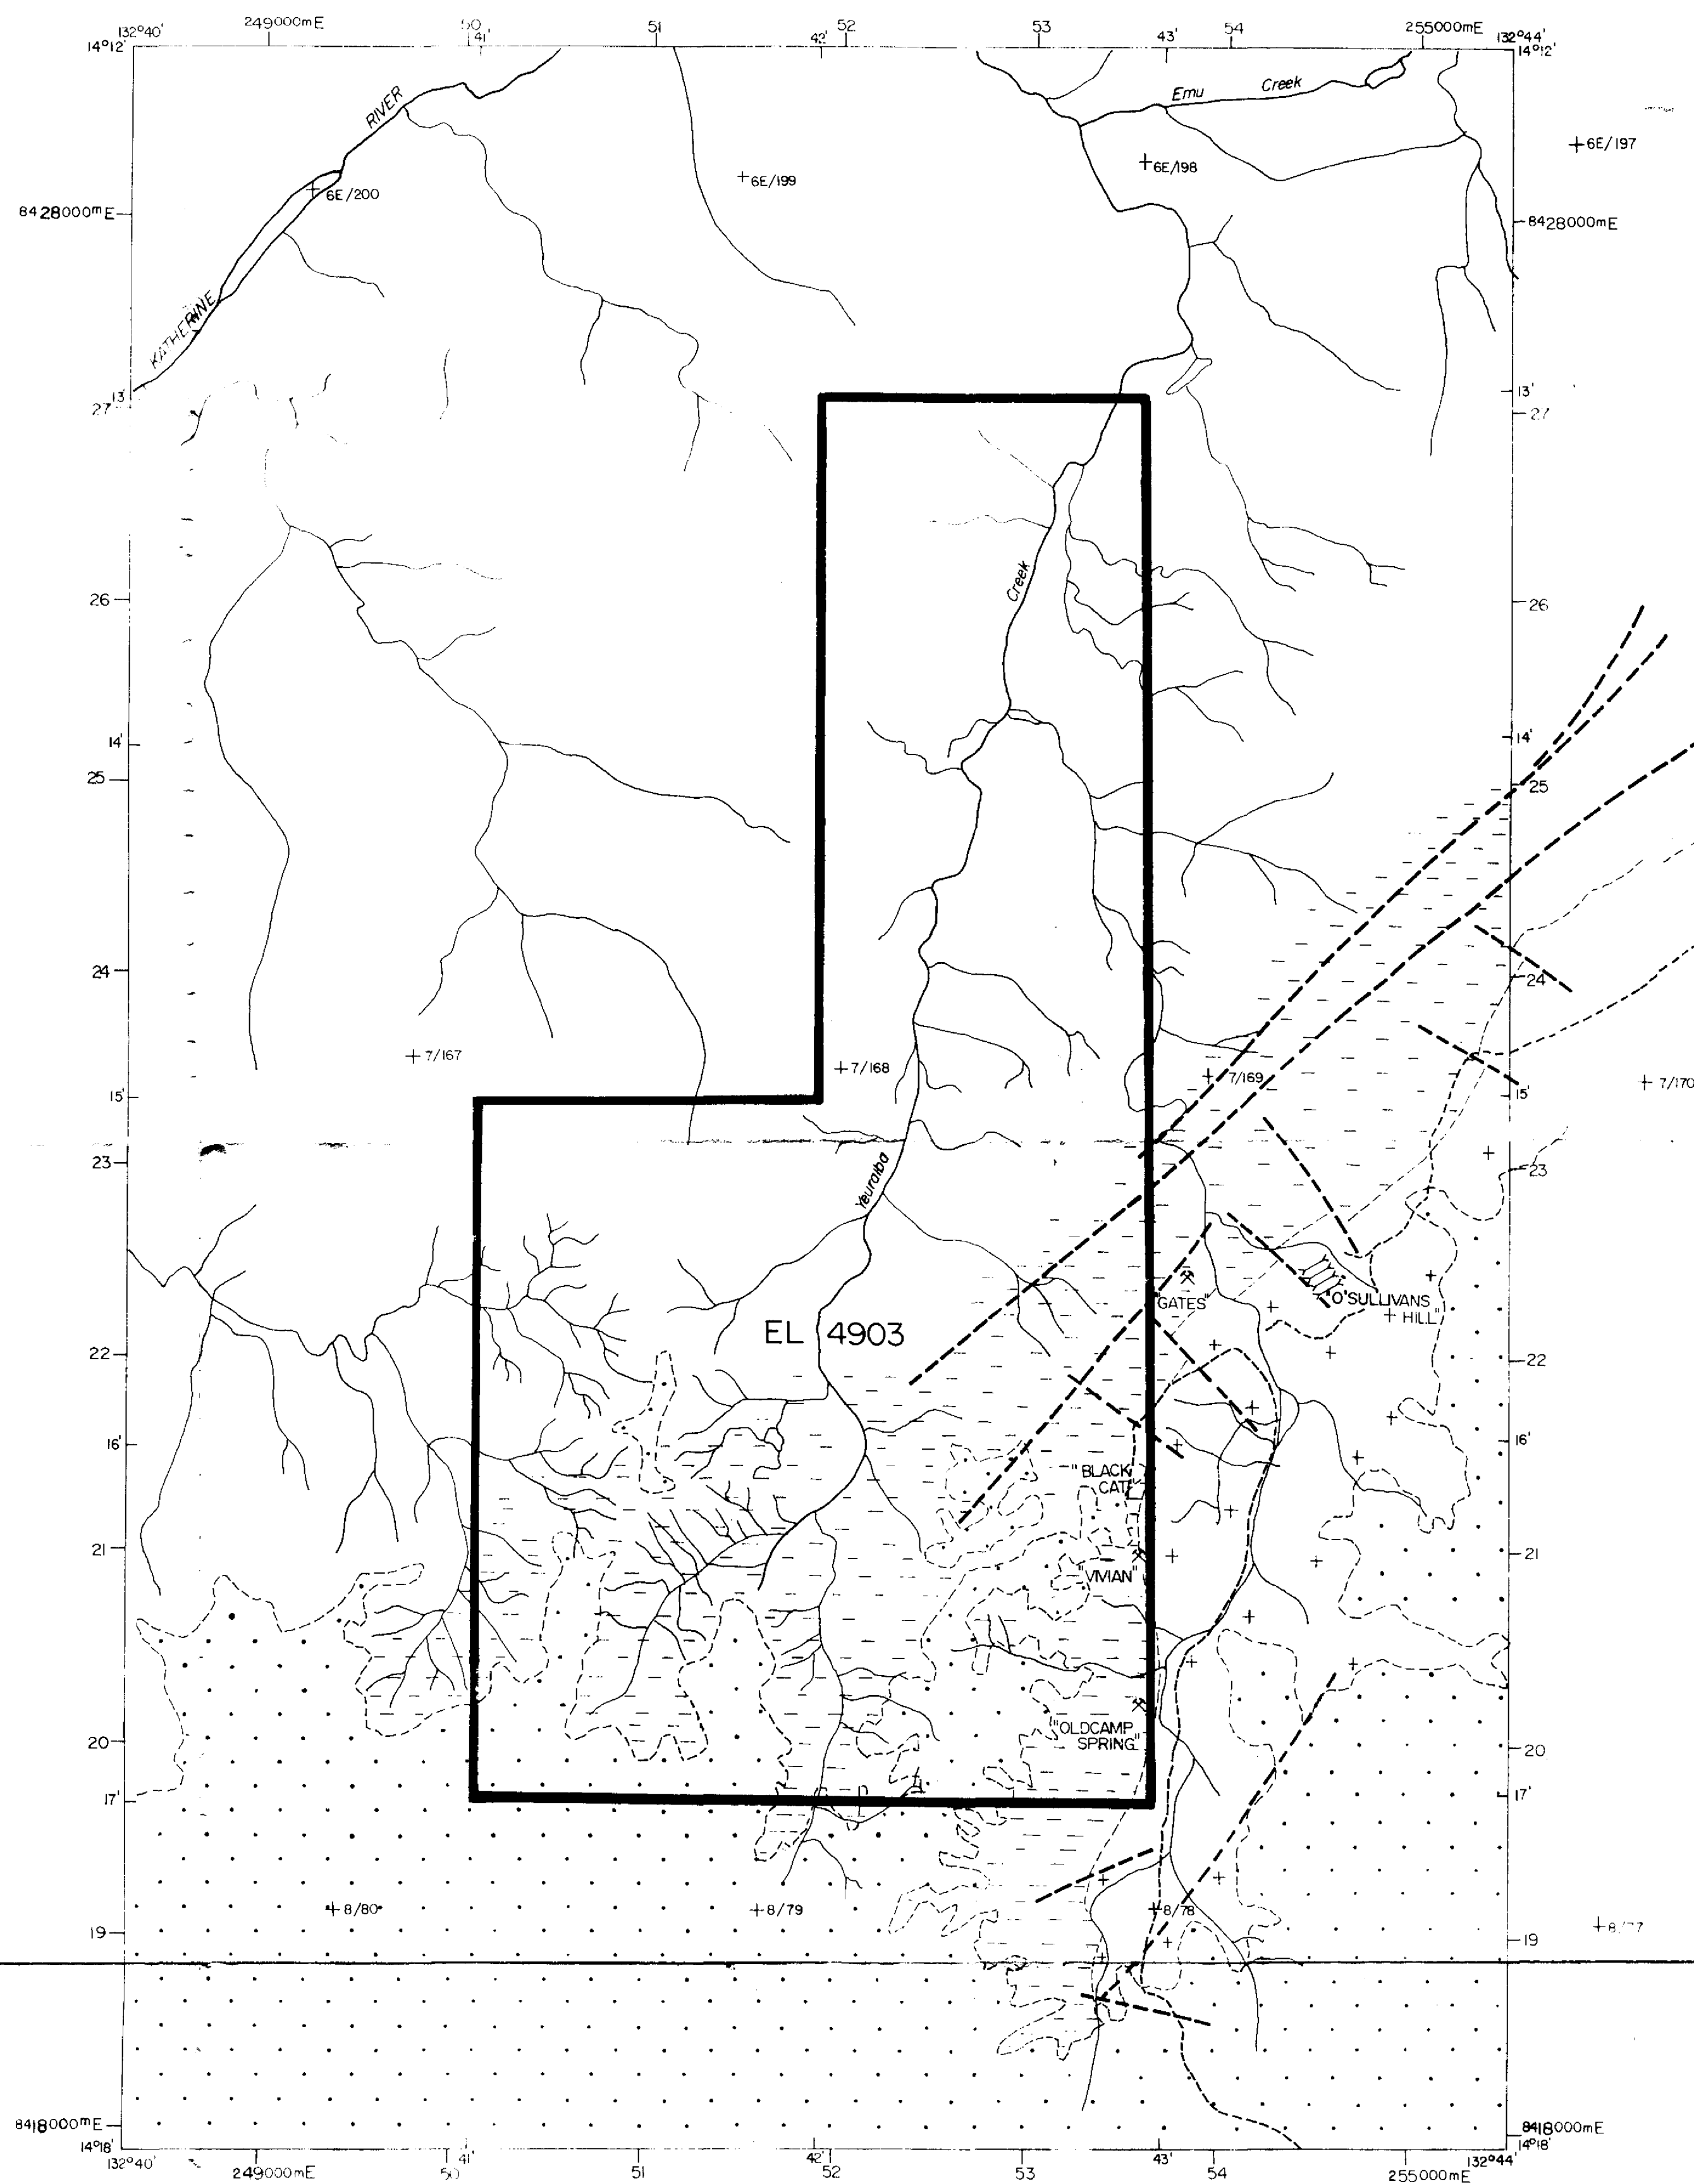 249000mE 50 51 52 53 54 255000mE
132°40' 41' 42' 43' 132°44'
14°12' 14°12'
Emu Creek
RIVER
+6E/197
+6E/198
+6E/199
+6E/200
8428000mE 8428000mE
KATHERINE
13' 13'
27 27
Creek
26 26
14' 14'
25 25
24 24
+7/167 +7/168 +7/169 +7/170
15' 15'
23 23
Yeuralba
"GATES"
"O'SULLIVANS
HILL"
EL 4903
22 22
16' 16'
"BLACK
CAT"
21 21
"VIVIAN"
"OLDCAMP
SPRING"
20 20
17' 17'
+8/80 +8/79 +8/78 +8/77
19 19
8418000mE 8418000mE
14°18' 14°18'
132°40' 41' 42' 43' 132°44'
249000mE 50 51 52 53 54 255000mE